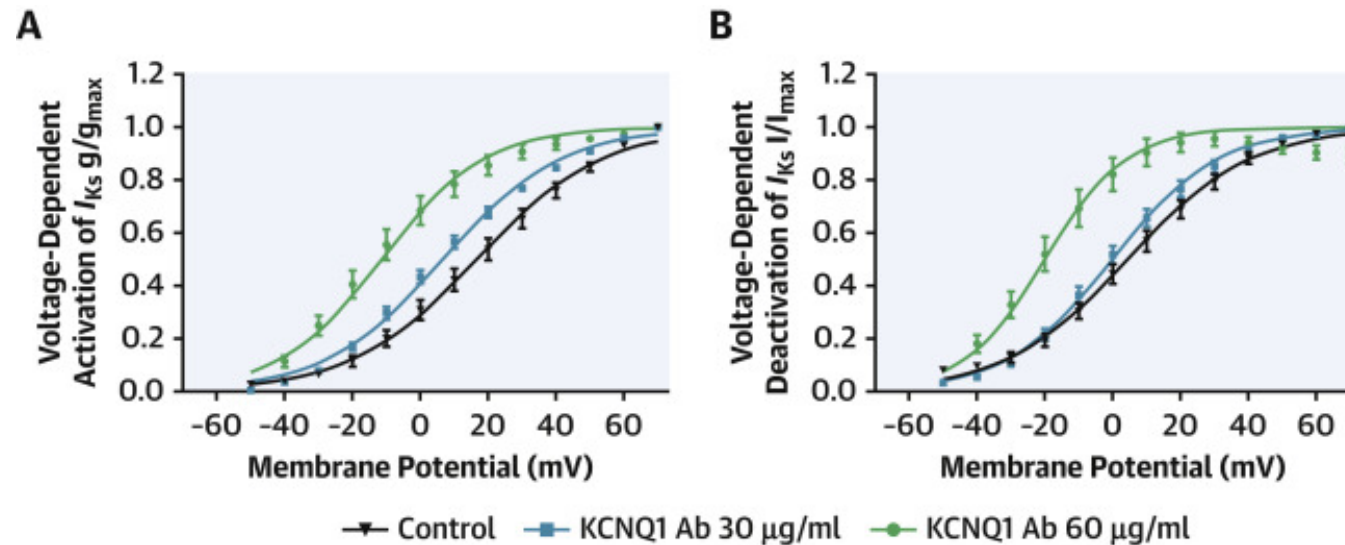 A
Voltage-Dependent
Activation of IKs g/gmax
1.2
1.0
0.8
0.6
0.4
0.2
0.0
-60 -40 -20 0 20 40 60
Membrane Potential (mV)
B
Voltage-Dependent
Deactivation of IKs I/Imax
1.2
1.0
0.8
0.6
0.4
0.2
0.0
-60 -40 -20 0 20 40 60
Membrane Potential (mV)
Control KCNQ1 Ab 30 μg/ml KCNQ1 Ab 60 μg/ml